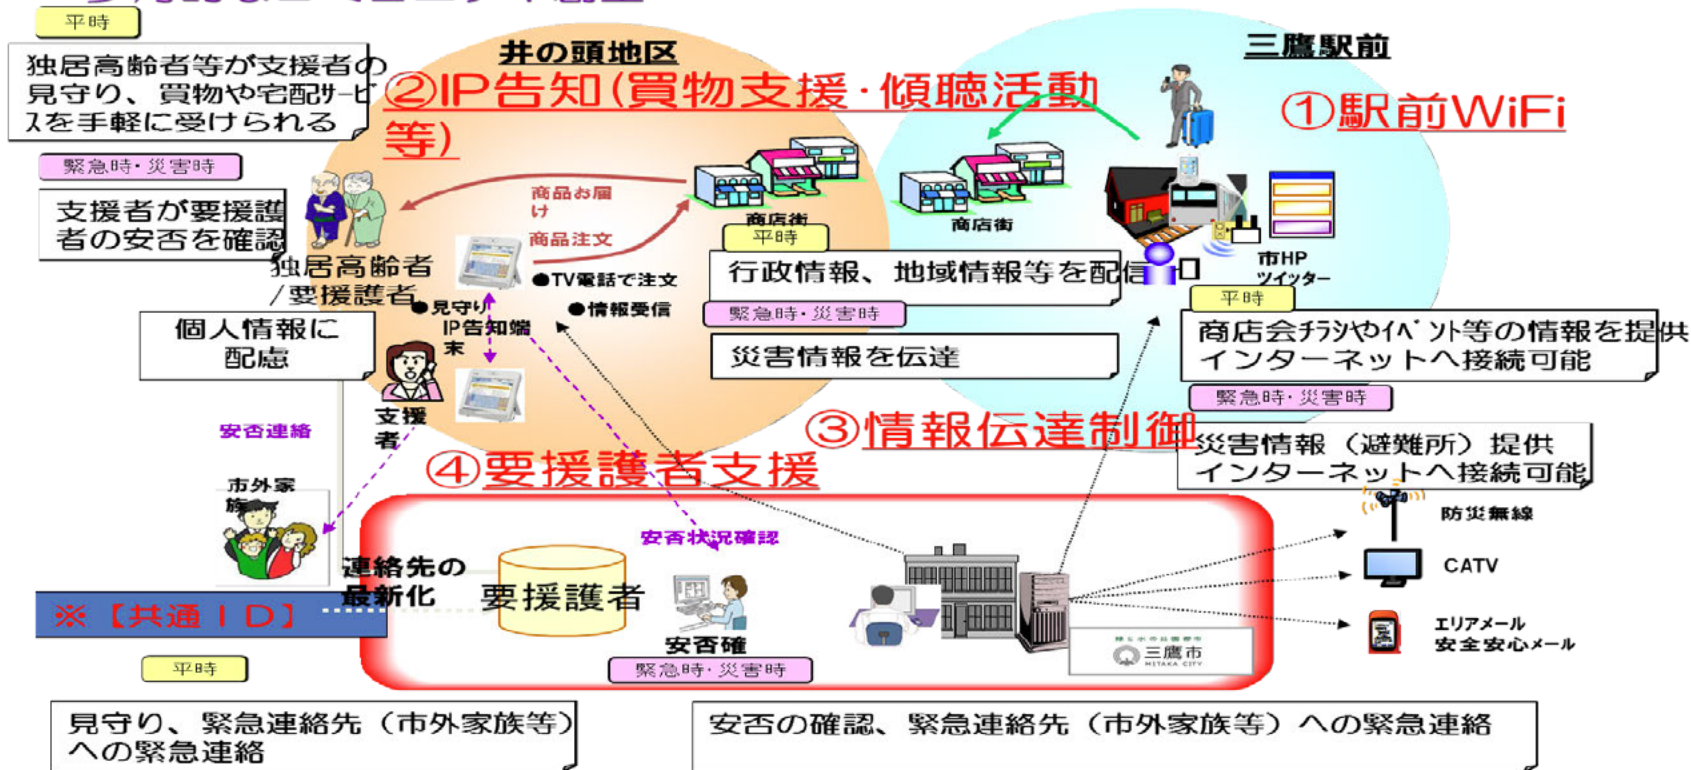 平時
独居高齢者等が支援者の
見守り、買物や宅配ｻｰﾋﾞ
ｽを手軽に受けられる
緊急時・災害時
支援者が要援護
者の安否を確認
井の頭地区
②IP告知(買物支援・傾聴活動
等)
三鷹駅前
①駅前WiFi
商品お届
け
商品注文
商店街
商店街
独居高齢者
/要援護者
●TV電話で注文
●見守り
●情報受信
IP告知端
末
支援
者
個人情報に
配慮
平時
行政情報、地域情報等を配信
緊急時・災害時
災害情報を伝達
市HP
ツイッター
平時
商店会ﾁﾗｼやｲﾍﾞﾝﾄ等の情報を提供
インターネットへ接続可能
緊急時・災害時
災害情報（避難所）提供
インターネットへ接続可能
③情報伝達制御
④要援護者支援
安否連絡
市外家
族
安否状況確認
連絡先の
最新化
要援護者
安否確
緊急時・災害時
緑と水の公園都市
三鷹市
MITAKA CITY
防災無線
CATV
エリアメール
安全安心メール
※【共通ＩＤ】
平時
見守り、緊急連絡先（市外家族等）
への緊急連絡
安否の確認、緊急連絡先（市外家族等）への緊急連絡